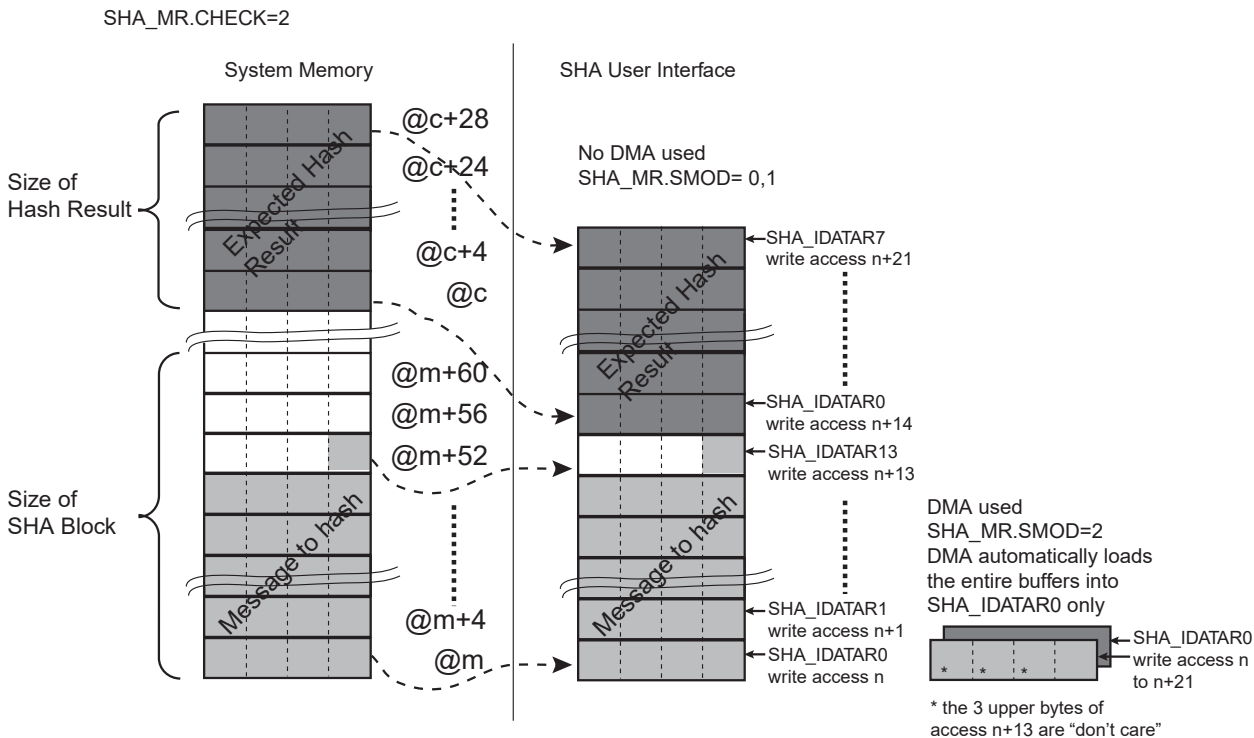 SHA_MR.CHECK=2
System Memory
SHA User Interface
Size of
Hash Result
Expected Hash
Result
@c+28
@c+24
@c+4
@c
Size of
SHA Block
Message to hash
@m+60
@m+56
@m+52
@m+4
@m
No DMA used
SHA_MR.SMOD= 0,1
Expected Hash
Result
Message to hash
SHA_IDATAR7
write access n+21
SHA_IDATAR0
write access n+14
SHA_IDATAR13
write access n+13
SHA_IDATAR1
write access n+1
SHA_IDATAR0
write access n
DMA used
SHA_MR.SMOD=2
DMA automatically loads
the entire buffers into
SHA_IDATAR0 only
* * *
SHA_IDATAR0
write access n
to n+21
* the 3 upper bytes of
access n+13 are “don’t care”